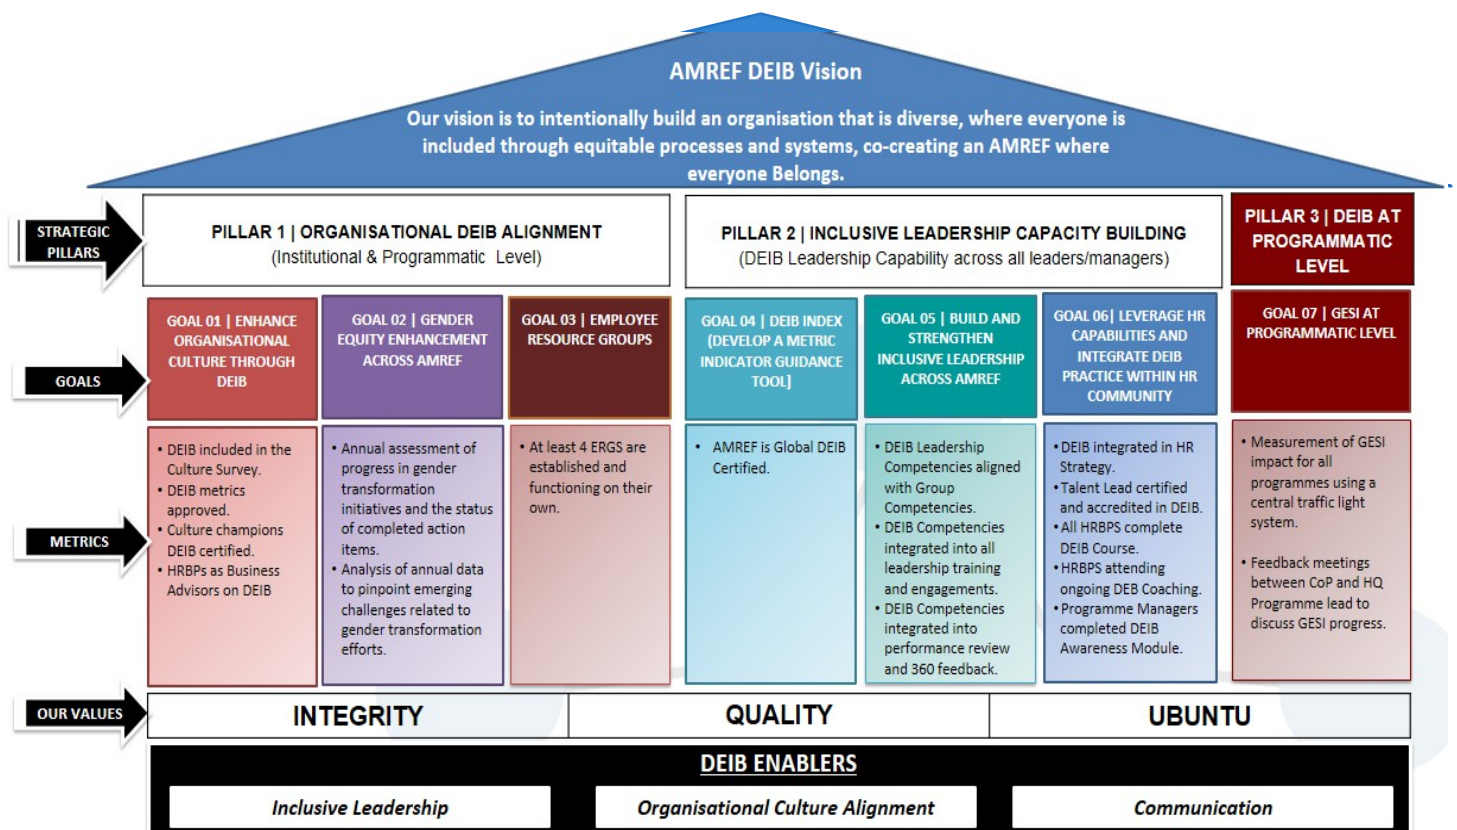 AMREF DEIB Vision
Our vision is to intentionally build an organisation that is diverse, where everyone is
included through equitable processes and systems, co-creating an AMREF where
everyone Belongs.
STRATEGIC
PILLARS
PILLAR 1 | ORGANISATIONAL DEIB ALIGNMENT
(Institutional & Programmatic Level)
PILLAR 2 | INCLUSIVE LEADERSHIP CAPACITY BUILDING
(DEIB Leadership Capability across all leaders/managers)
PILLAR 3 | DEIB AT
PROGRAMMATIC
LEVEL
GOALS
GOAL 01 | ENHANCE
ORGANISATIONAL
CULTURE THROUGH
DEIB
GOAL 02 | GENDER
EQUITY ENHANCEMENT
ACROSS AMREF
GOAL 03 | EMPLOYEE
RESOURCE GROUPS
GOAL 04 | DEIB INDEX
(DEVELOP A METRIC
INDICATOR GUIDANCE
TOOL]
GOAL 05 | BUILD AND
STRENGTHEN
INCLUSIVE LEADERSHIP
ACROSS AMREF
GOAL 06| LEVERAGE HR
CAPABILITIES AND
INTEGRATE DEIB
PRACTICE WITHIN HR
COMMUNITY
GOAL 07 | GESI AT
PROGRAMMATIC LEVEL
METRICS
• DEIB included in the
Culture Survey.
• DEIB metrics
approved.
• Culture champions
DEIB certified.
• HRBPs as Business
Advisors on DEIB
• Annual assessment of
progress in gender
transformation
initiatives and the status
of completed action
items.
• Analysis of annual data
to pinpoint emerging
challenges related to
gender transformation
efforts.
• At least 4 ERGS are
established and
functioning on their
own.
• AMREF is Global DEIB
Certified.
• DEIB Leadership
Competencies aligned
with Group
Competencies.
• DEIB Competencies
integrated into all
leadership training
and engagements.
• DEIB Competencies
integrated into
performance review
and 360 feedback.
• DEIB integrated in HR
Strategy.
• Talent Lead certified
and accredited in DEIB.
• All HRBPS complete
DEIB Course.
• HRBPS attending
ongoing DEB Coaching.
• Programme Managers
completed DEIB
Awareness Module.
• Measurement of GESI
impact for all
programmes using a
central traffic light
system.
• Feedback meetings
between CoP and HQ
Programme lead to
discuss GESI progress.
OUR VALUES
INTEGRITY
QUALITY
UBUNTU
DEIB ENABLERS
Inclusive Leadership
Organisational Culture Alignment
Communication